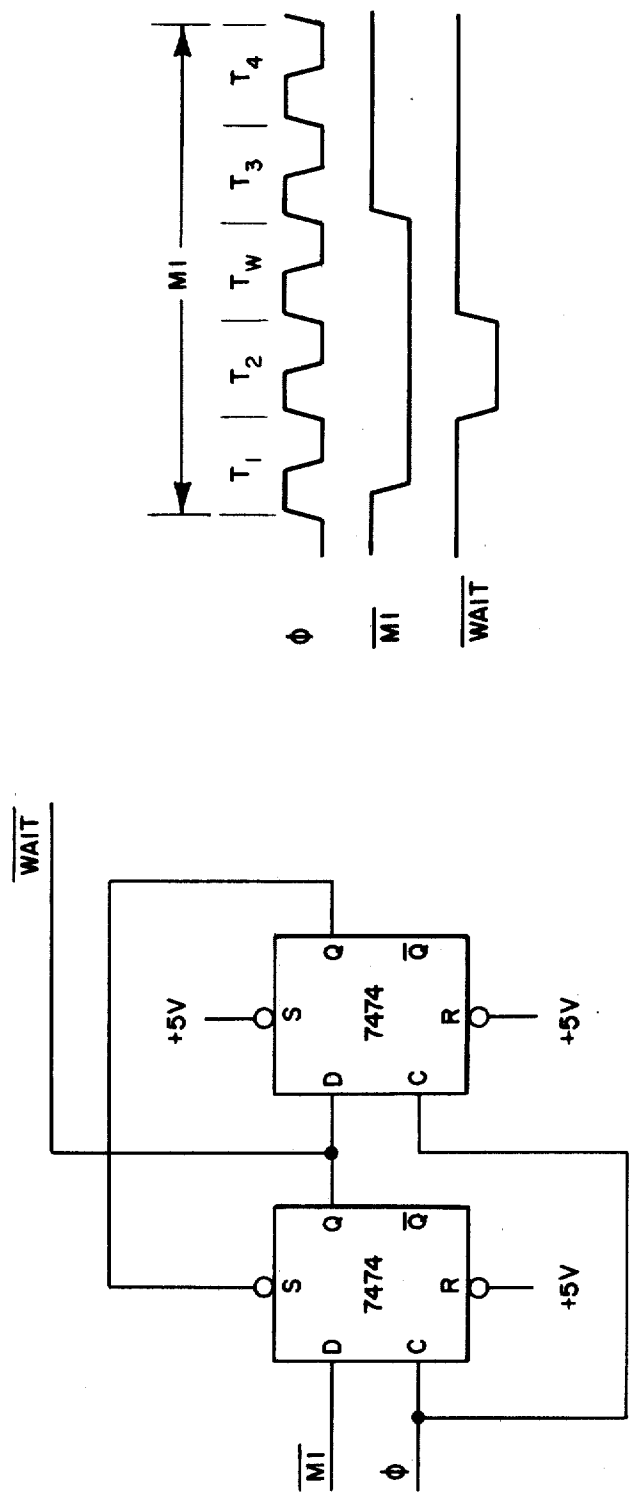 WAIT
+5V
+5V
S
S
D
Q
D
Q
7474
7474
C
Q
C
Q
R
R
+5V
+5V
M1
Φ
M1
T1
T2
TW
T3
T4
Φ
M1
WAIT